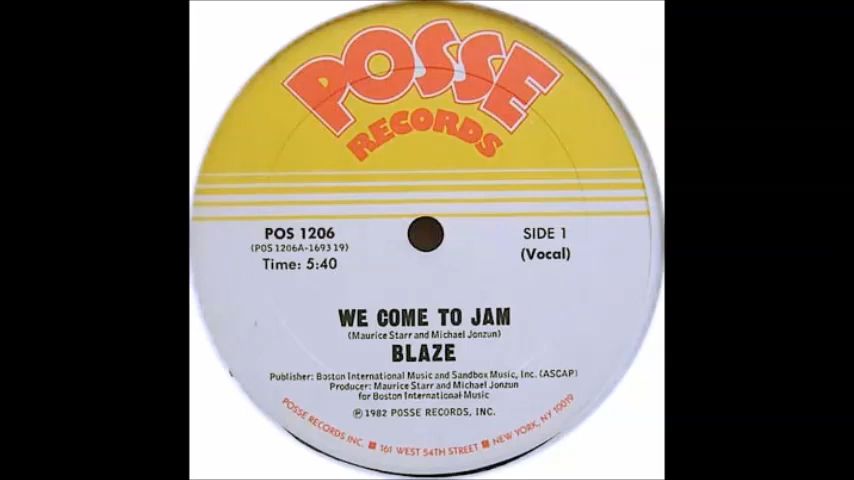 POSSE
RECORDS
POS 1206
(POS 1206A-1693 19)
Time: 5:40
SIDE 1
(Vocal)
WE COME TO JAM
(Maurice Starr and Michael Jonzun)
BLAZE
Publisher: Boston International Music and Sandbox Music, Inc. (ASCAP)
Producer: Maurice Starr and Michael Jonzun
for Boston International Music
℗ 1982 POSSE RECORDS, INC.
POSSE RECORDS INC. ■ 161 WEST 54TH STREET ■ NEW YORK, NY 10019